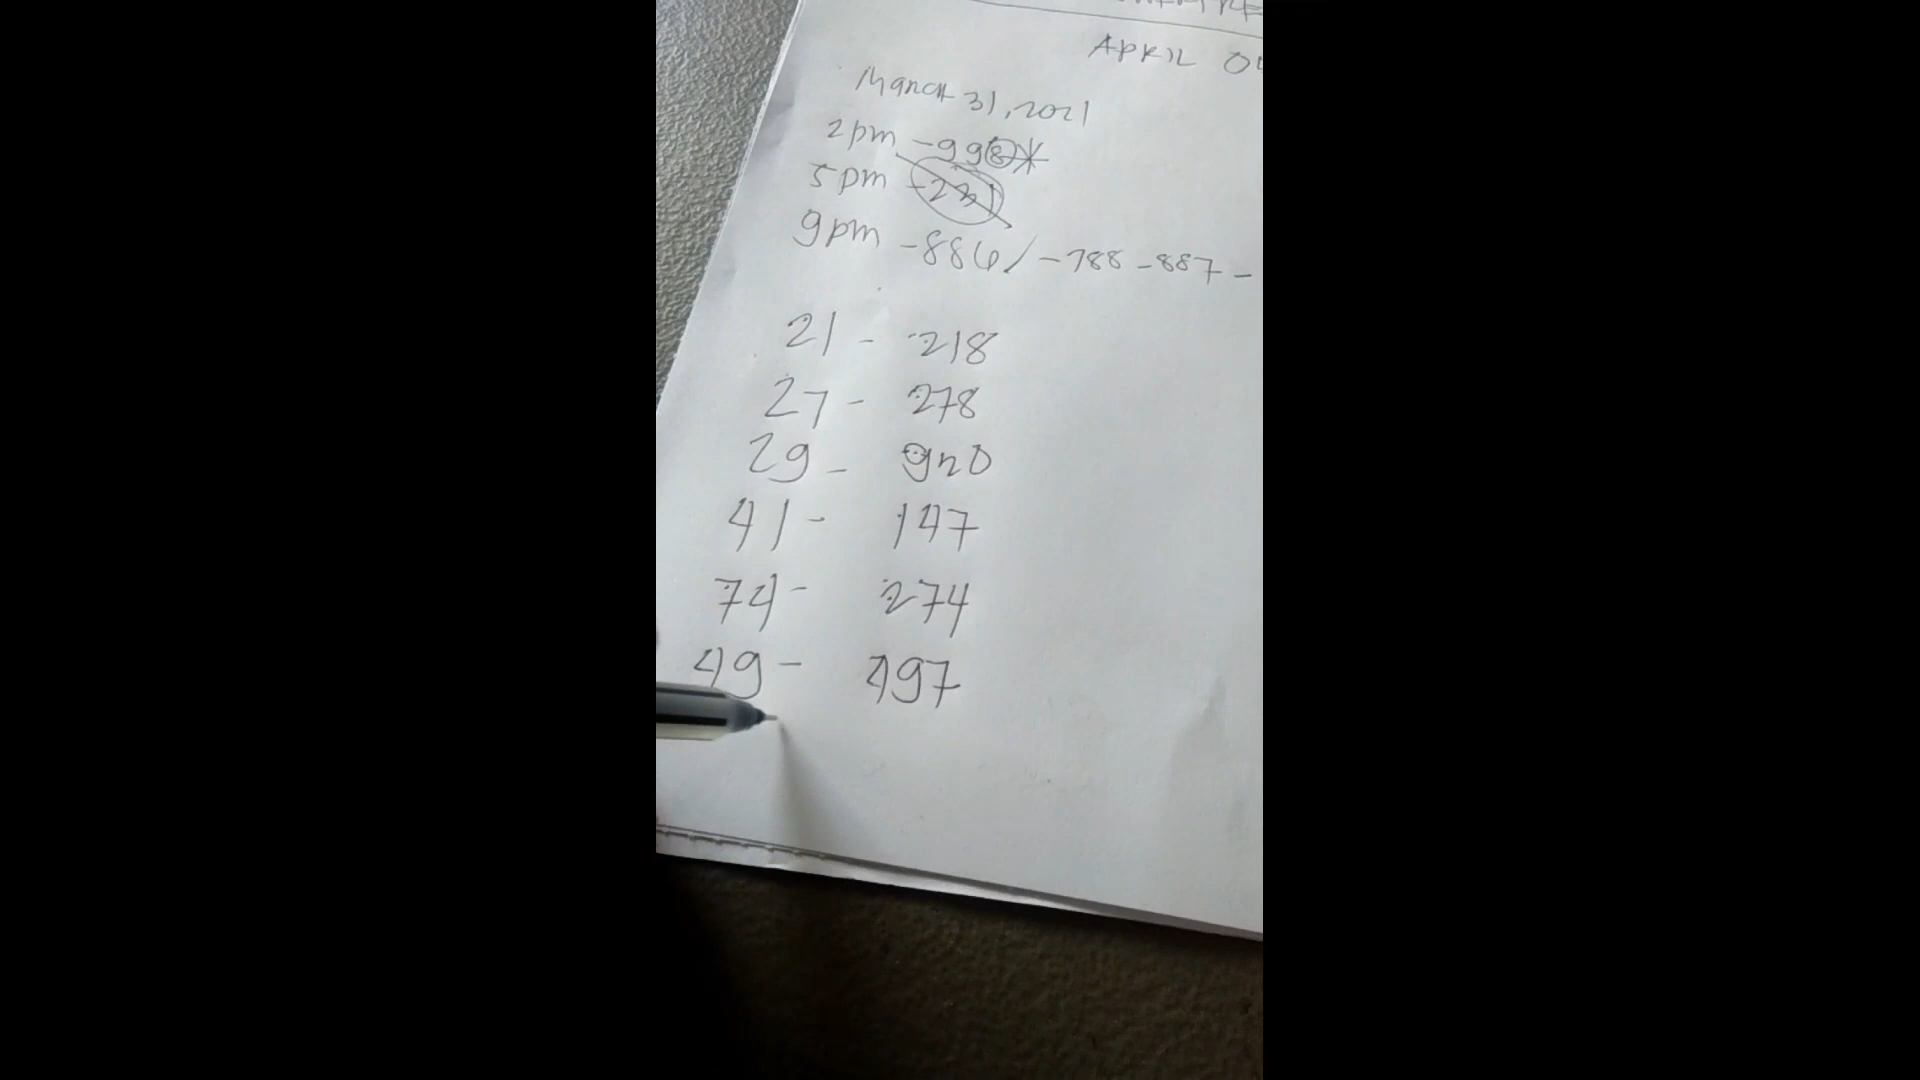 APRIL
March 31, 2021
2pm - 998*
5pm - 231
9pm - 886/ - 788 - 887 -
21 - 218
27 - 278
29 - 920
41 - 147
74 - 274
49 - 497